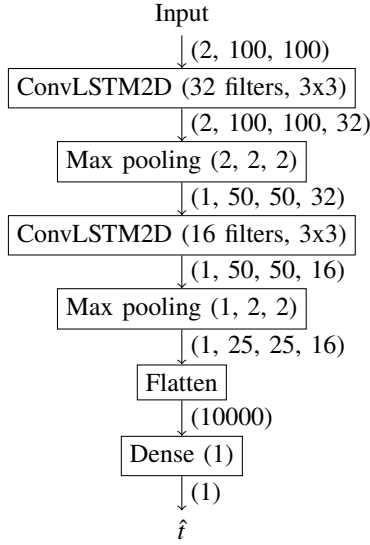 Input
(2, 100, 100)
ConvLSTM2D (32 filters, 3x3)
(2, 100, 100, 32)
Max pooling (2, 2, 2)
(1, 50, 50, 32)
ConvLSTM2D (16 filters, 3x3)
(1, 50, 50, 16)
Max pooling (1, 2, 2)
(1, 25, 25, 16)
Flatten
(10000)
Dense (1)
(1)
t̂